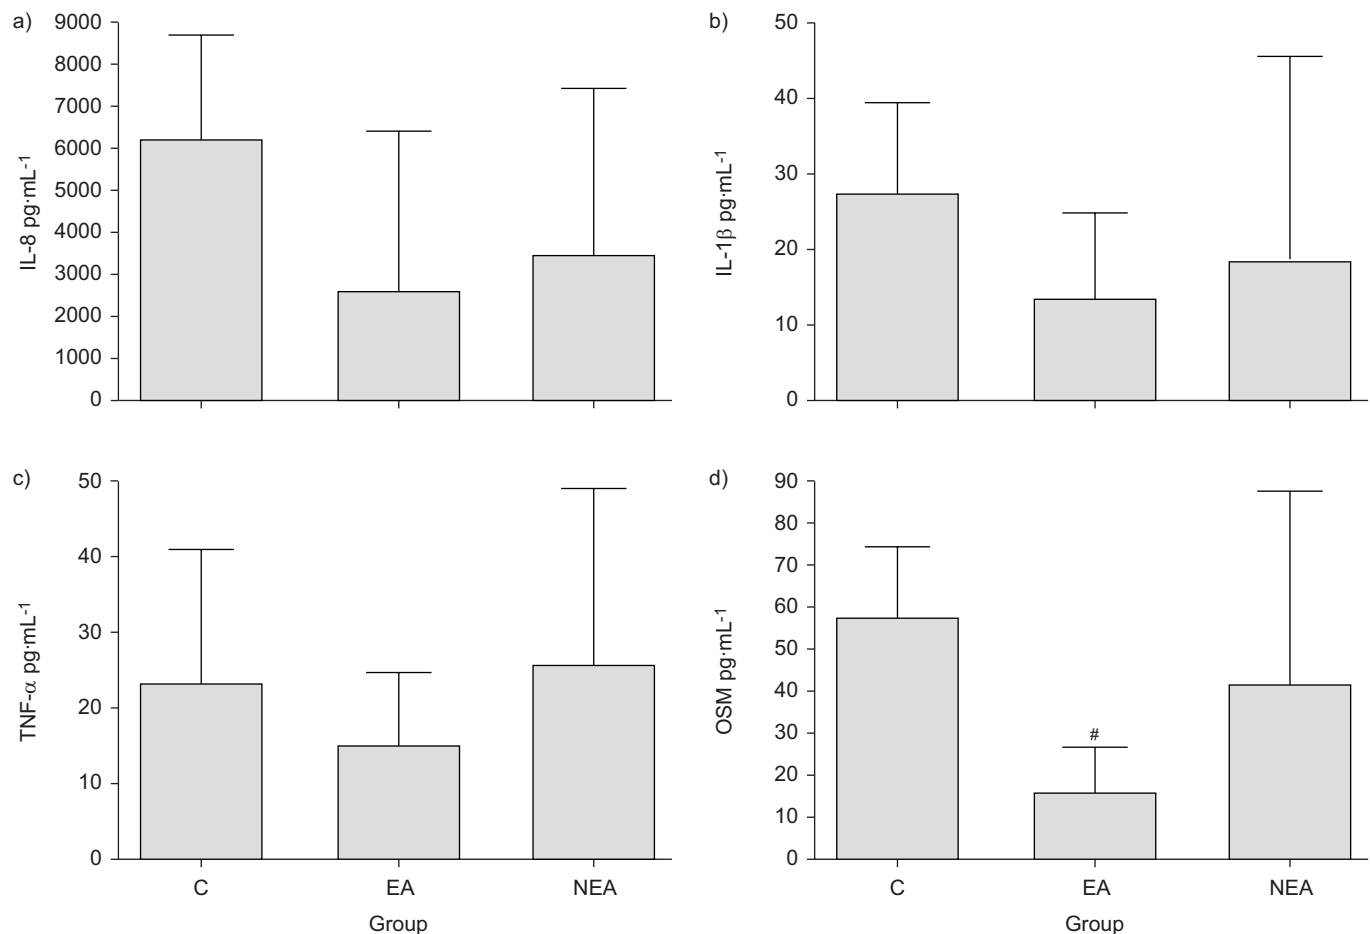 a)
9000
8000
7000
6000
5000
4000
3000
2000
1000
0
IL-8 pg·mL⁻¹
b)
50
40
30
20
10
0
IL-1β pg·mL⁻¹
c)
50
40
30
20
10
0
TNF-α pg·mL⁻¹
C EA NEA
Group
d)
90
80
70
60
50
40
30
20
10
0
OSM pg·mL⁻¹
#
C EA NEA
Group